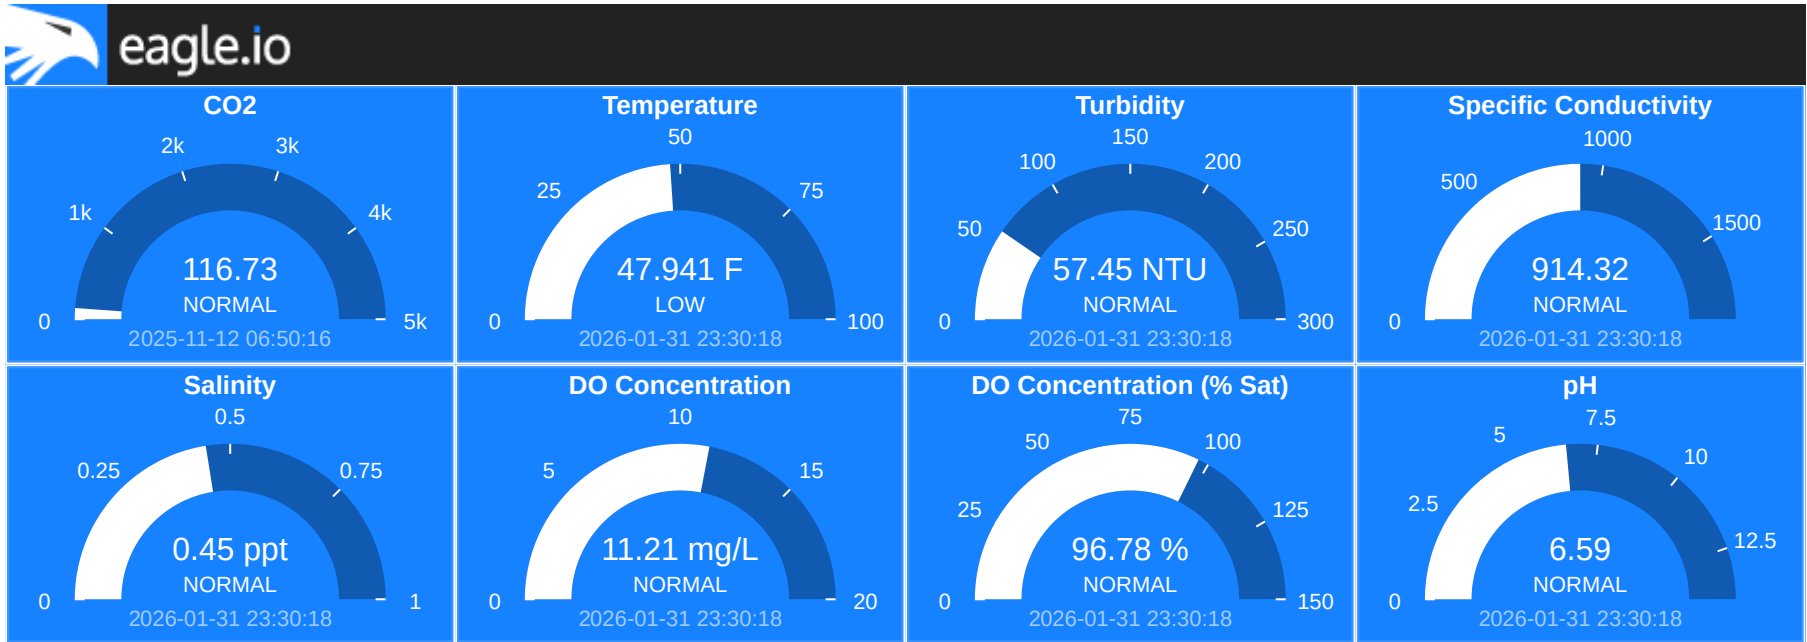 eagle.io
CO2
0
1k
2k
3k
4k
5k
116.73
NORMAL
2025-11-12 06:50:16
Temperature
0
25
50
75
100
47.941 F
LOW
2026-01-31 23:30:18
Turbidity
0
50
100
150
200
250
300
57.45 NTU
NORMAL
2026-01-31 23:30:18
Specific Conductivity
0
500
1000
1500
914.32
NORMAL
2026-01-31 23:30:18
Salinity
0
0.25
0.5
0.75
1
0.45 ppt
NORMAL
2026-01-31 23:30:18
DO Concentration
0
5
10
15
20
11.21 mg/L
NORMAL
2026-01-31 23:30:18
DO Concentration (% Sat)
0
25
50
75
100
125
150
96.78 %
NORMAL
2026-01-31 23:30:18
pH
0
2.5
5
7.5
10
12.5
6.59
NORMAL
2026-01-31 23:30:18